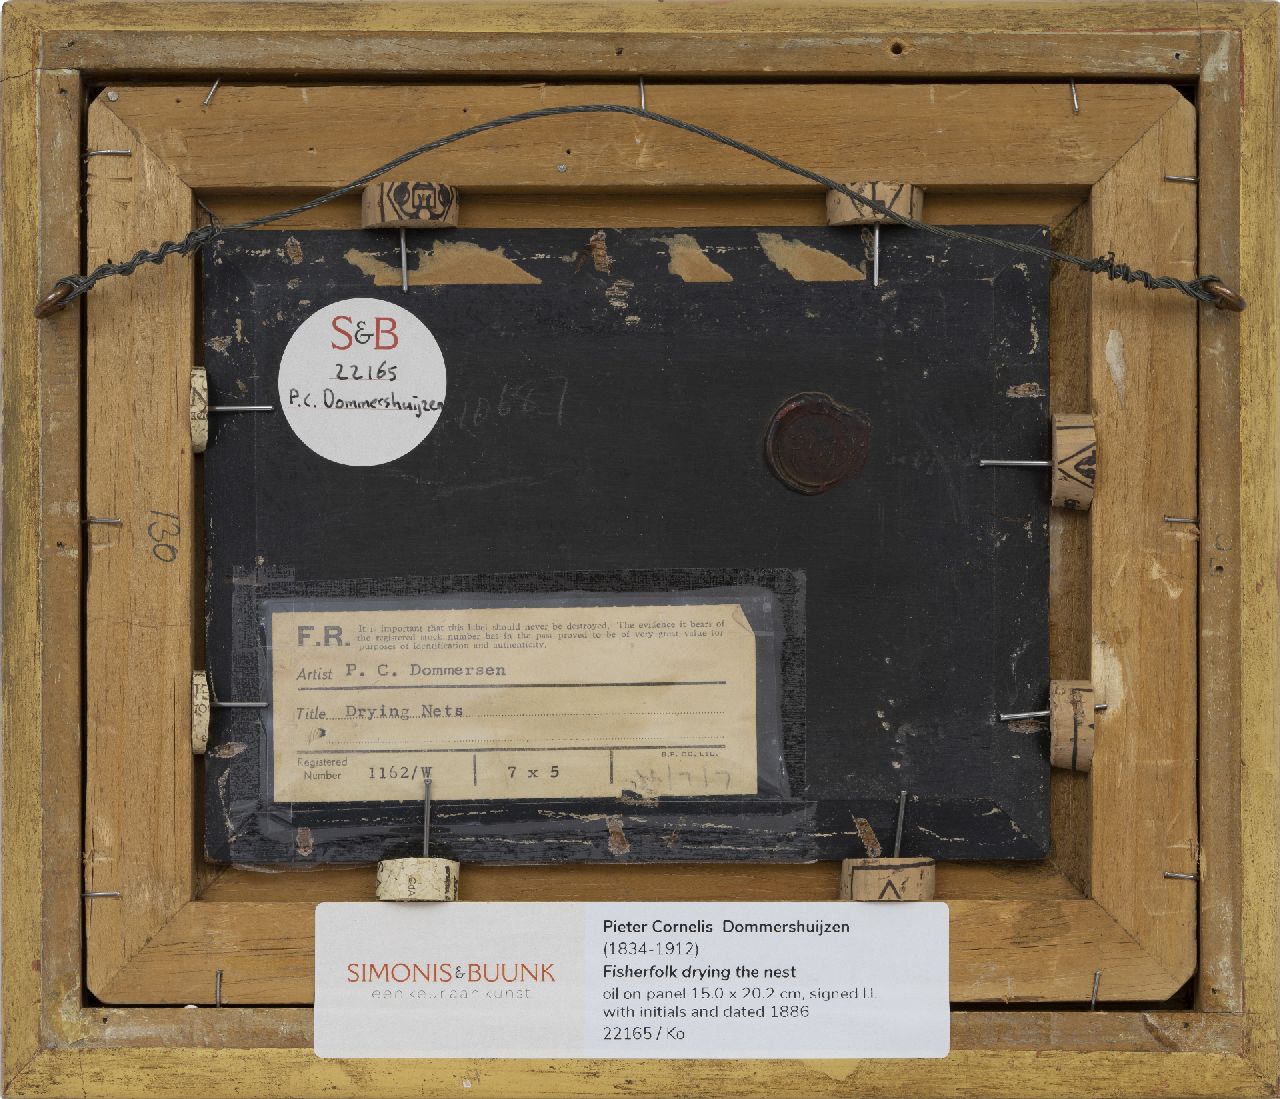 S&B
22165
P.C. Dommershuijzen
10687
130
F.R. It is important that this label should never be destroyed. The evidence it bears of
the registered stock number has in the past proved to be of very great value for
purposes of identification and authenticity.
Artist P. C. Dommersen
Title Drying Nets
Registered
Number 1162/W 7 x 5
SIMONIS&BUUNK
een keur aan kunst
Pieter Cornelis Dommershuijzen
(1834-1912)
Fisherfolk drying the nest
oil on panel 15.0 x 20.2 cm, signed l.l.
with initials and dated 1886
22165 / Ko